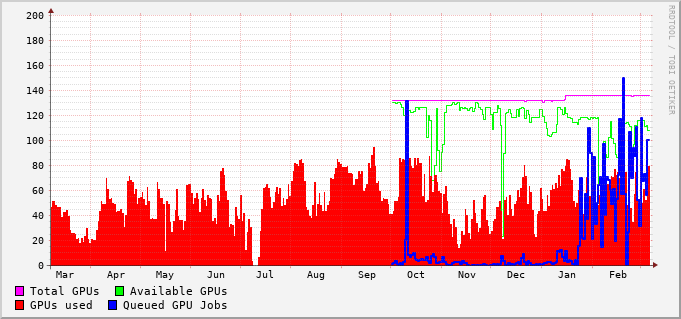 200
180
160
140
120
100
80
60
40
20
0
Mar Apr May Jun Jul Aug Sep Oct Nov Dec Jan Feb
Total GPUs Available GPUs
GPUs used Queued GPU Jobs
RRDTOOL / TOBI OETIKER